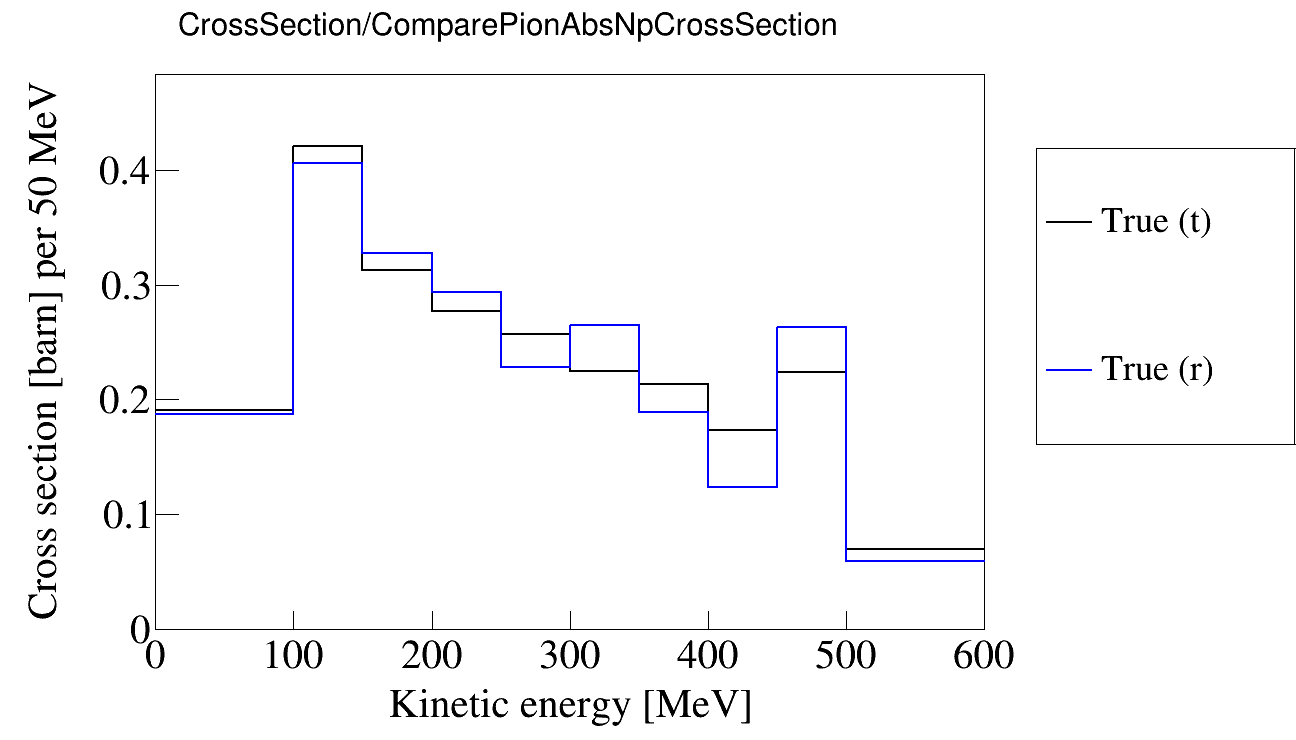 CrossSection/ComparePionAbsNpCrossSection
Cross section [barn] per 50 MeV
0.4
0.3
0.2
0.1
0
0 100 200 300 400 500 600
Kinetic energy [MeV]
True (t)
True (r)